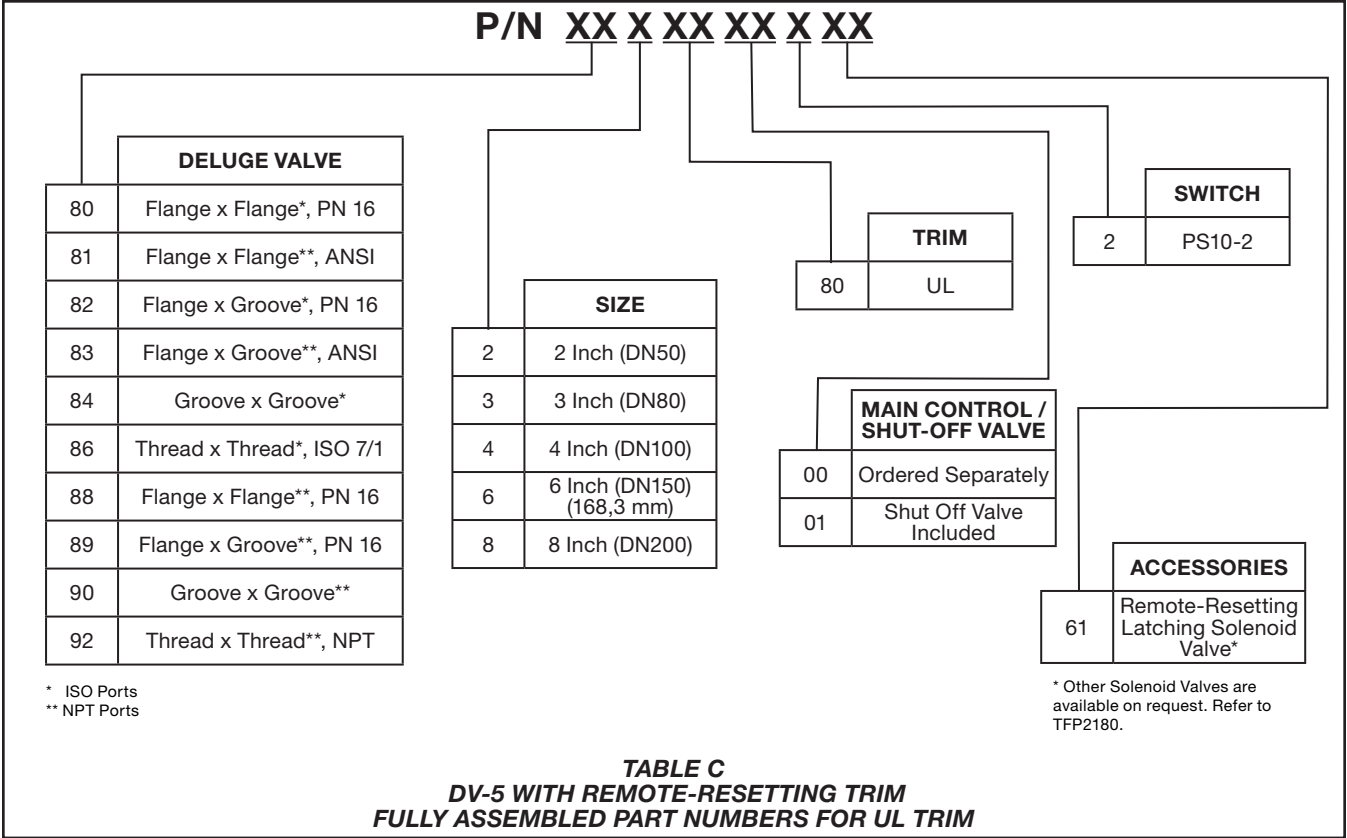 P/N XX X XX XX X XX
DELUGE VALVE
80 Flange x Flange*, PN 16
81 Flange x Flange**, ANSI
82 Flange x Groove*, PN 16
83 Flange x Groove**, ANSI
84 Groove x Groove*
86 Thread x Thread*, ISO 7/1
88 Flange x Flange**, PN 16
89 Flange x Groove**, PN 16
90 Groove x Groove**
92 Thread x Thread**, NPT
* ISO Ports
** NPT Ports
SIZE
2 2 Inch (DN50)
3 3 Inch (DN80)
4 4 Inch (DN100)
6 6 Inch (DN150)
(168,3 mm)
8 8 Inch (DN200)
TRIM
80 UL
MAIN CONTROL /
SHUT-OFF VALVE
00 Ordered Separately
01 Shut Off Valve
Included
SWITCH
2 PS10-2
ACCESSORIES
61 Remote-Resetting
Latching Solenoid
Valve*
* Other Solenoid Valves are
available on request. Refer to
TFP2180.
TABLE C
DV-5 WITH REMOTE-RESETTING TRIM
FULLY ASSEMBLED PART NUMBERS FOR UL TRIM